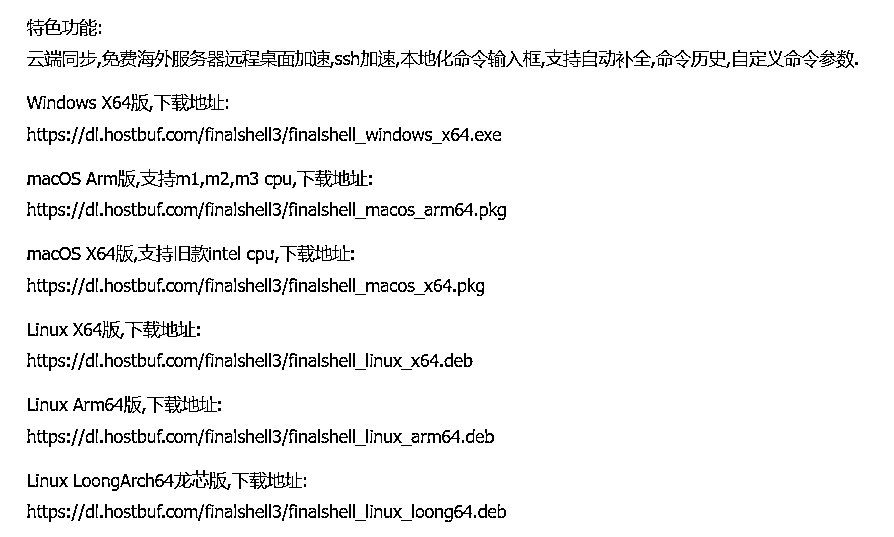 特色功能:
云端同步,免费海外服务器远程桌面加速,ssh加速,本地化命令输入框,支持自动补全,命令历史,自定义命令参数.
Windows X64版,下载地址:
https://dl.hostbuf.com/finalshell3/finalshell_windows_x64.exe
macOS Arm版,支持m1,m2,m3 cpu,下载地址:
https://dl.hostbuf.com/finalshell3/finalshell_macos_arm64.pkg
macOS X64版,支持旧款intel cpu,下载地址:
https://dl.hostbuf.com/finalshell3/finalshell_macos_x64.pkg
Linux X64版,下载地址:
https://dl.hostbuf.com/finalshell3/finalshell_linux_x64.deb
Linux Arm64版,下载地址:
https://dl.hostbuf.com/finalshell3/finalshell_linux_arm64.deb
Linux LoongArch64龙芯版,下载地址:
https://dl.hostbuf.com/finalshell3/finalshell_linux_loong64.deb